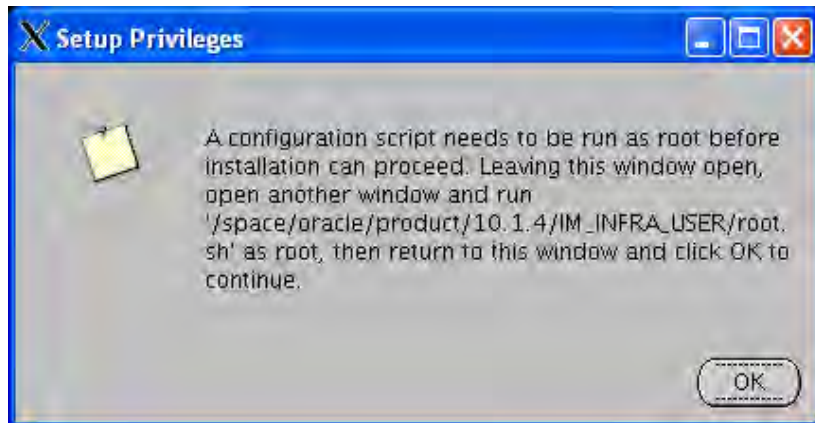 Setup Privileges
A configuration script needs to be run as root before
installation can proceed. Leaving this window open,
open another window and run
'/space/oracle/product/10.1.4/IM_INFRA_USER/root.
sh' as root, then return to this window and click OK to
continue.
OK